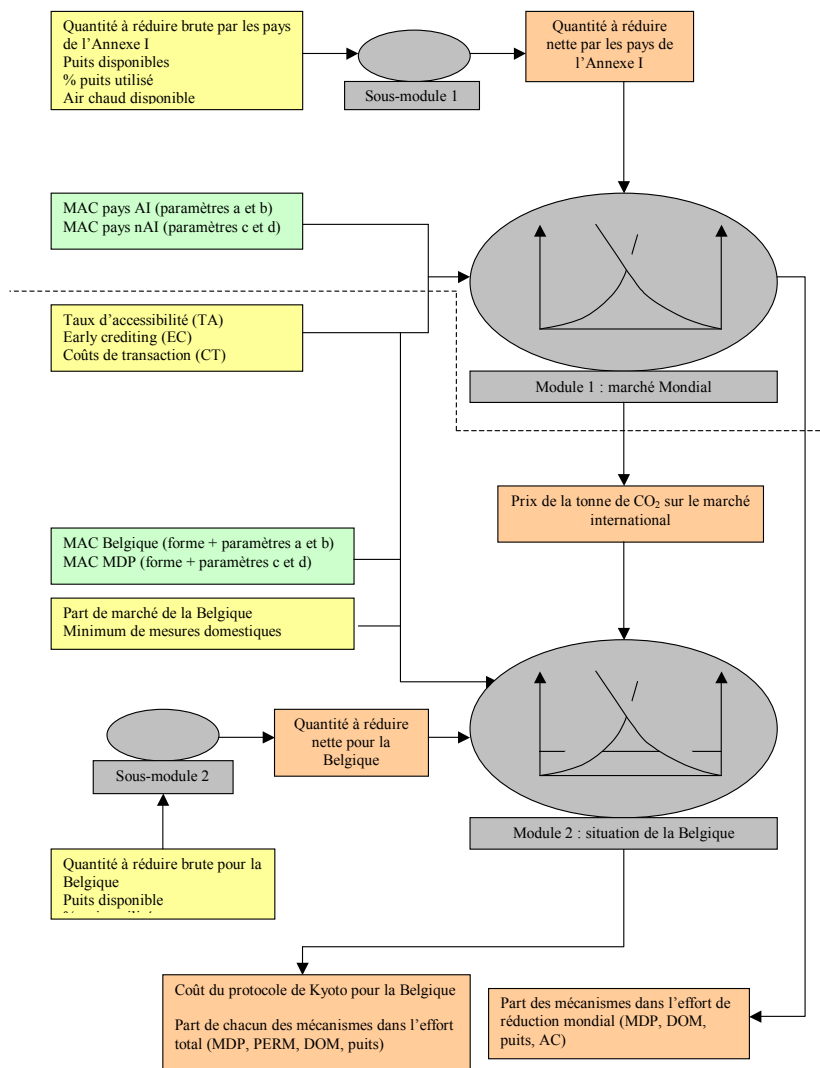 Quantité à réduire brute par les pays
de l'Annexe I
Puits disponibles
% puits utilisé
Air chaud disponible
Sous-module 1
Quantité à réduire
nette par les pays de
l'Annexe I
MAC pays AI (paramètres a et b)
MAC pays nAI (paramètres c et d)
Taux d'accessibilité (TA)
Early crediting (EC)
Coûts de transaction (CT)
Module 1 : marché Mondial
Prix de la tonne de CO₂ sur le marché
international
MAC Belgique (forme + paramètres a et b)
MAC MDP (forme + paramètres c et d)
Part de marché de la Belgique
Minimum de mesures domestiques
Sous-module 2
Quantité à réduire
nette pour la
Belgique
Module 2 : situation de la Belgique
Quantité à réduire brute pour la
Belgique
Puits disponible
Coût du protocole de Kyoto pour la Belgique
Part de chacun des mécanismes dans l'effort
total (MDP, PERM, DOM, puits)
Part des mécanismes dans l'effort de
réduction mondial (MDP, DOM,
puits, AC)